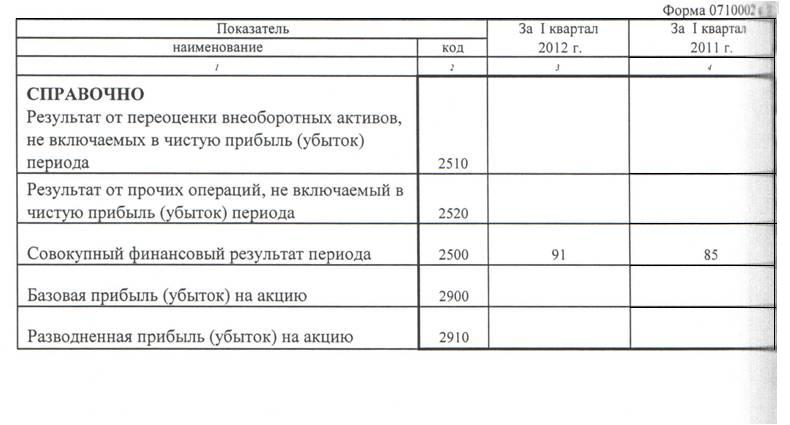 Форма 0710002
Показатель За I квартал За I квартал
наименование код 2012 г. 2011 г.
1 2 3 4
СПРАВОЧНО
Результат от переоценки внеоборотных активов,
не включаемых в чистую прибыль (убыток)
периода 2510
Результат от прочих операций, не включаемый в
чистую прибыль (убыток) периода 2520
Совокупный финансовый результат периода 2500 91 85
Базовая прибыль (убыток) на акцию 2900
Разводненная прибыль (убыток) на акцию 2910